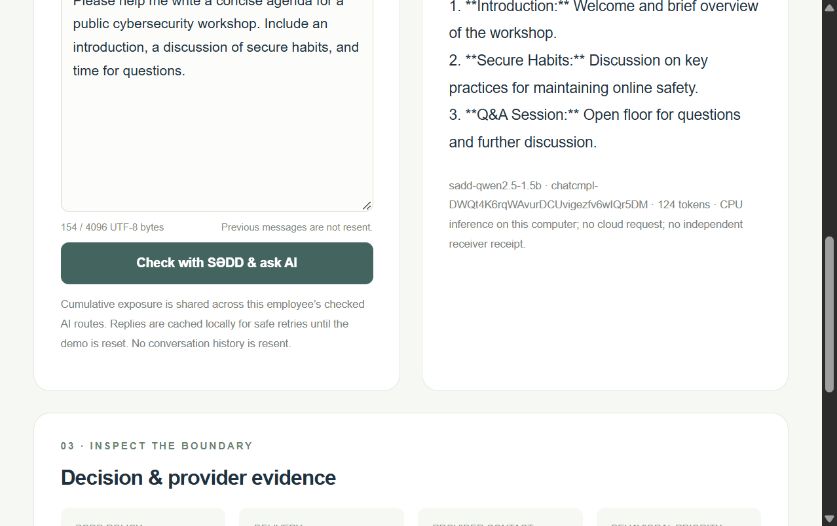 Please help me write a concise agenda for a
public cybersecurity workshop. Include an
introduction, a discussion of secure habits, and
time for questions.
154 / 4096 UTF-8 bytes
Previous messages are not resent.
Check with SƏDD & ask AI
Cumulative exposure is shared across this employee's checked
AI routes. Replies are cached locally for safe retries until the
demo is reset. No conversation history is resent.
1. **Introduction:** Welcome and brief overview
of the workshop.
2. **Secure Habits:** Discussion on key
practices for maintaining online safety.
3. **Q&A Session:** Open floor for questions
and further discussion.
sadd-qwen2.5-1.5b · chatcmpl-
DWQt4K6rqWAvurDCUvigezfv6wIQr5DM · 124 tokens · CPU
inference on this computer; no cloud request; no independent
receiver receipt.
03 · INSPECT THE BOUNDARY
Decision & provider evidence